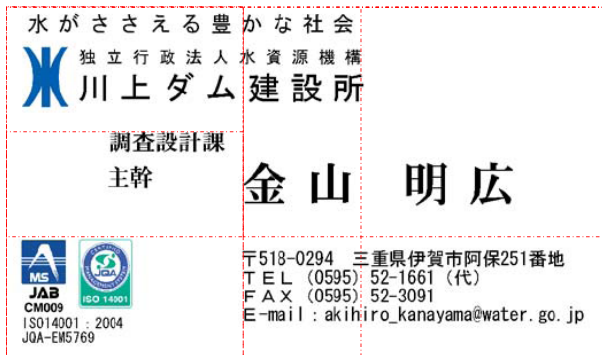 水がささえる豊かな社会
独立行政法人水資源機構
川上ダム建設所
調査設計課
主幹
金山 明広
MS
JAB
CM009
JQA
ISO 14001
ISO14001：2004
JQA-EM5769
〒518-0294 三重県伊賀市阿保251番地
ＴＥＬ (0595) 52-1661（代）
ＦＡＸ (0595) 52-3091
Ｅ-mail：akihiro_kanayama@water.go.jp